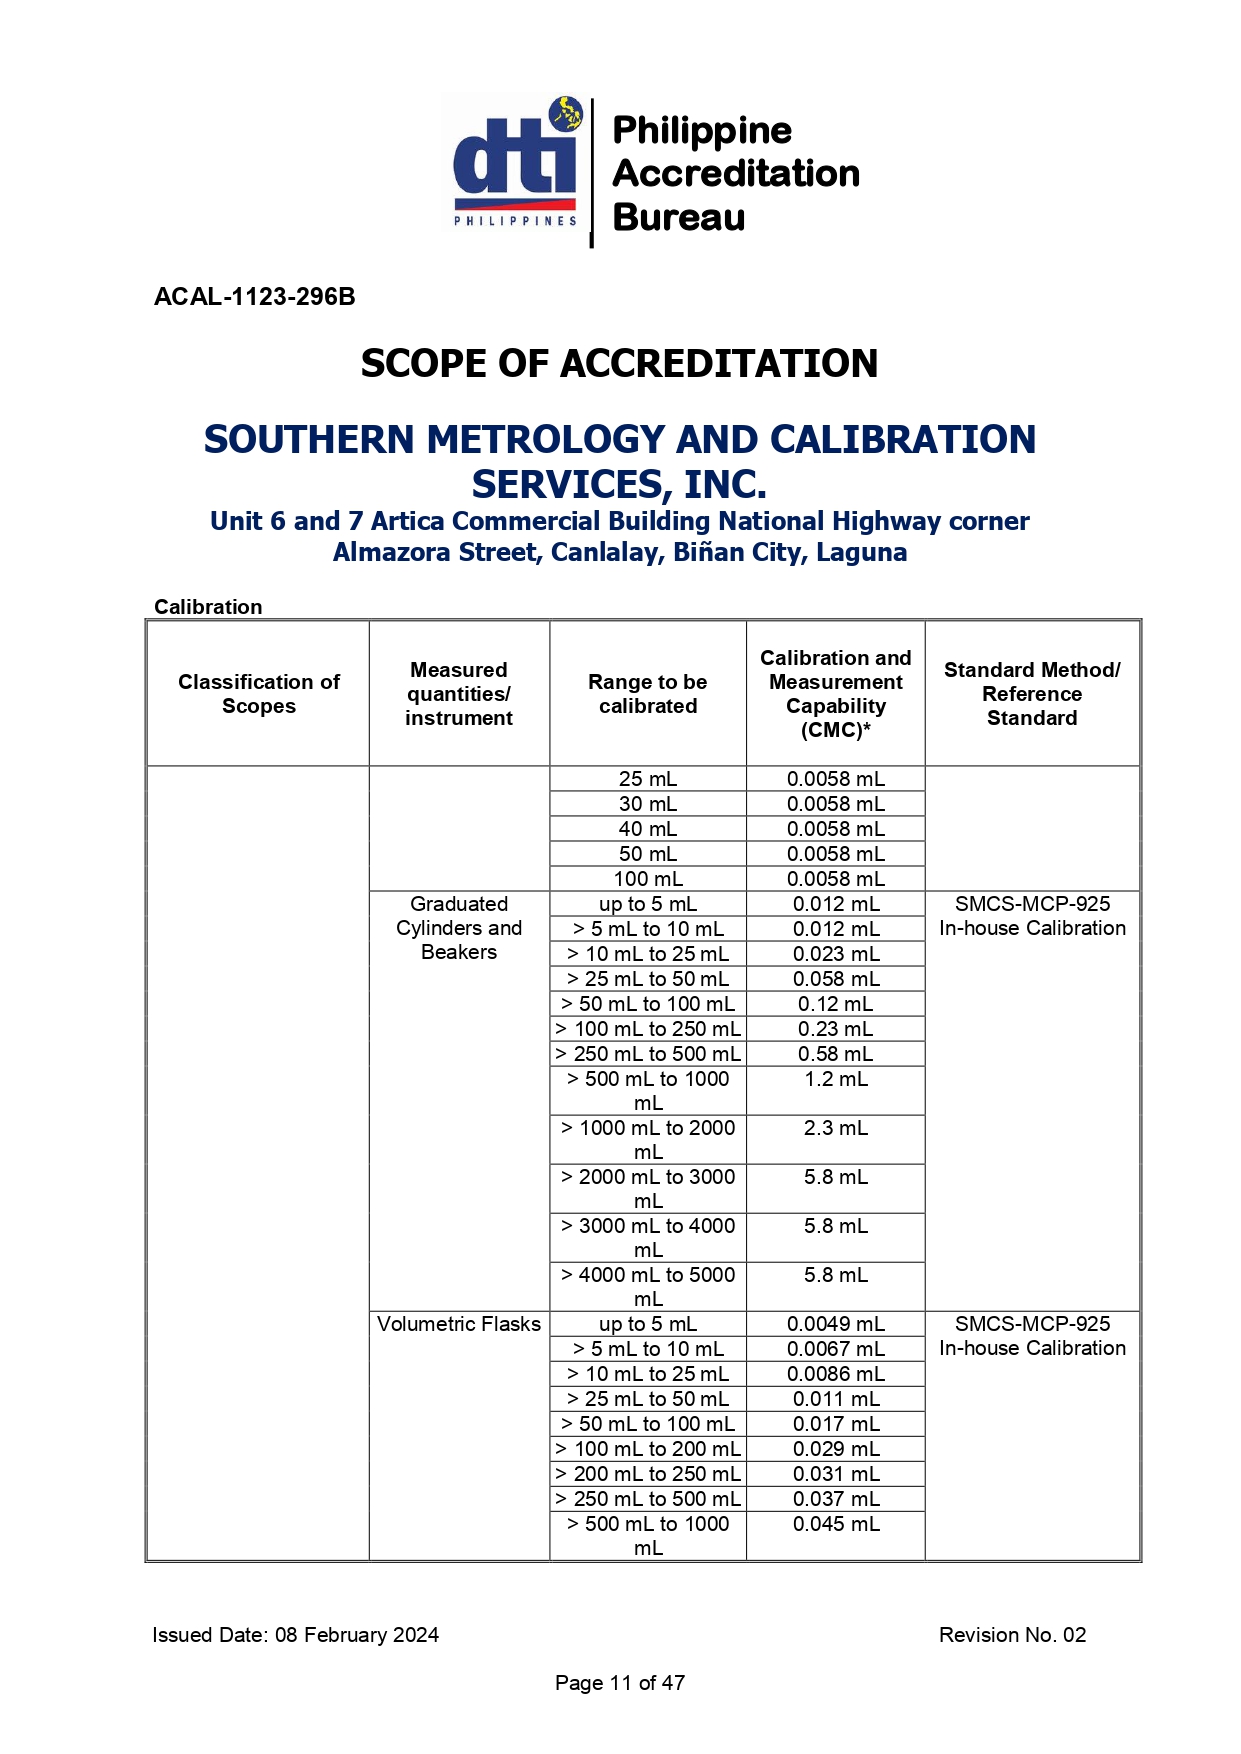 dti
PHILIPPINES
Philippine
Accreditation
Bureau
ACAL-1123-296B
SCOPE OF ACCREDITATION
SOUTHERN METROLOGY AND CALIBRATION
SERVICES, INC.
Unit 6 and 7 Artica Commercial Building National Highway corner
Almazora Street, Canlalay, Biñan City, Laguna
Calibration
Classification of
Scopes
Measured
quantities/
instrument
Range to be
calibrated
Calibration and
Measurement
Capability
(CMC)*
Standard Method/
Reference
Standard
25 mL 0.0058 mL
30 mL 0.0058 mL
40 mL 0.0058 mL
50 mL 0.0058 mL
100 mL 0.0058 mL
Graduated
Cylinders and
Beakers
up to 5 mL 0.012 mL
> 5 mL to 10 mL 0.012 mL
> 10 mL to 25 mL 0.023 mL
> 25 mL to 50 mL 0.058 mL
> 50 mL to 100 mL 0.12 mL
> 100 mL to 250 mL 0.23 mL
> 250 mL to 500 mL 0.58 mL
> 500 mL to 1000
mL
1.2 mL
> 1000 mL to 2000
mL
2.3 mL
> 2000 mL to 3000
mL
5.8 mL
> 3000 mL to 4000
mL
5.8 mL
> 4000 mL to 5000
mL
5.8 mL
SMCS-MCP-925
In-house Calibration
Volumetric Flasks
up to 5 mL 0.0049 mL
> 5 mL to 10 mL 0.0067 mL
> 10 mL to 25 mL 0.0086 mL
> 25 mL to 50 mL 0.011 mL
> 50 mL to 100 mL 0.017 mL
> 100 mL to 200 mL 0.029 mL
> 200 mL to 250 mL 0.031 mL
> 250 mL to 500 mL 0.037 mL
> 500 mL to 1000
mL
0.045 mL
SMCS-MCP-925
In-house Calibration
Issued Date: 08 February 2024 Revision No. 02
Page 11 of 47